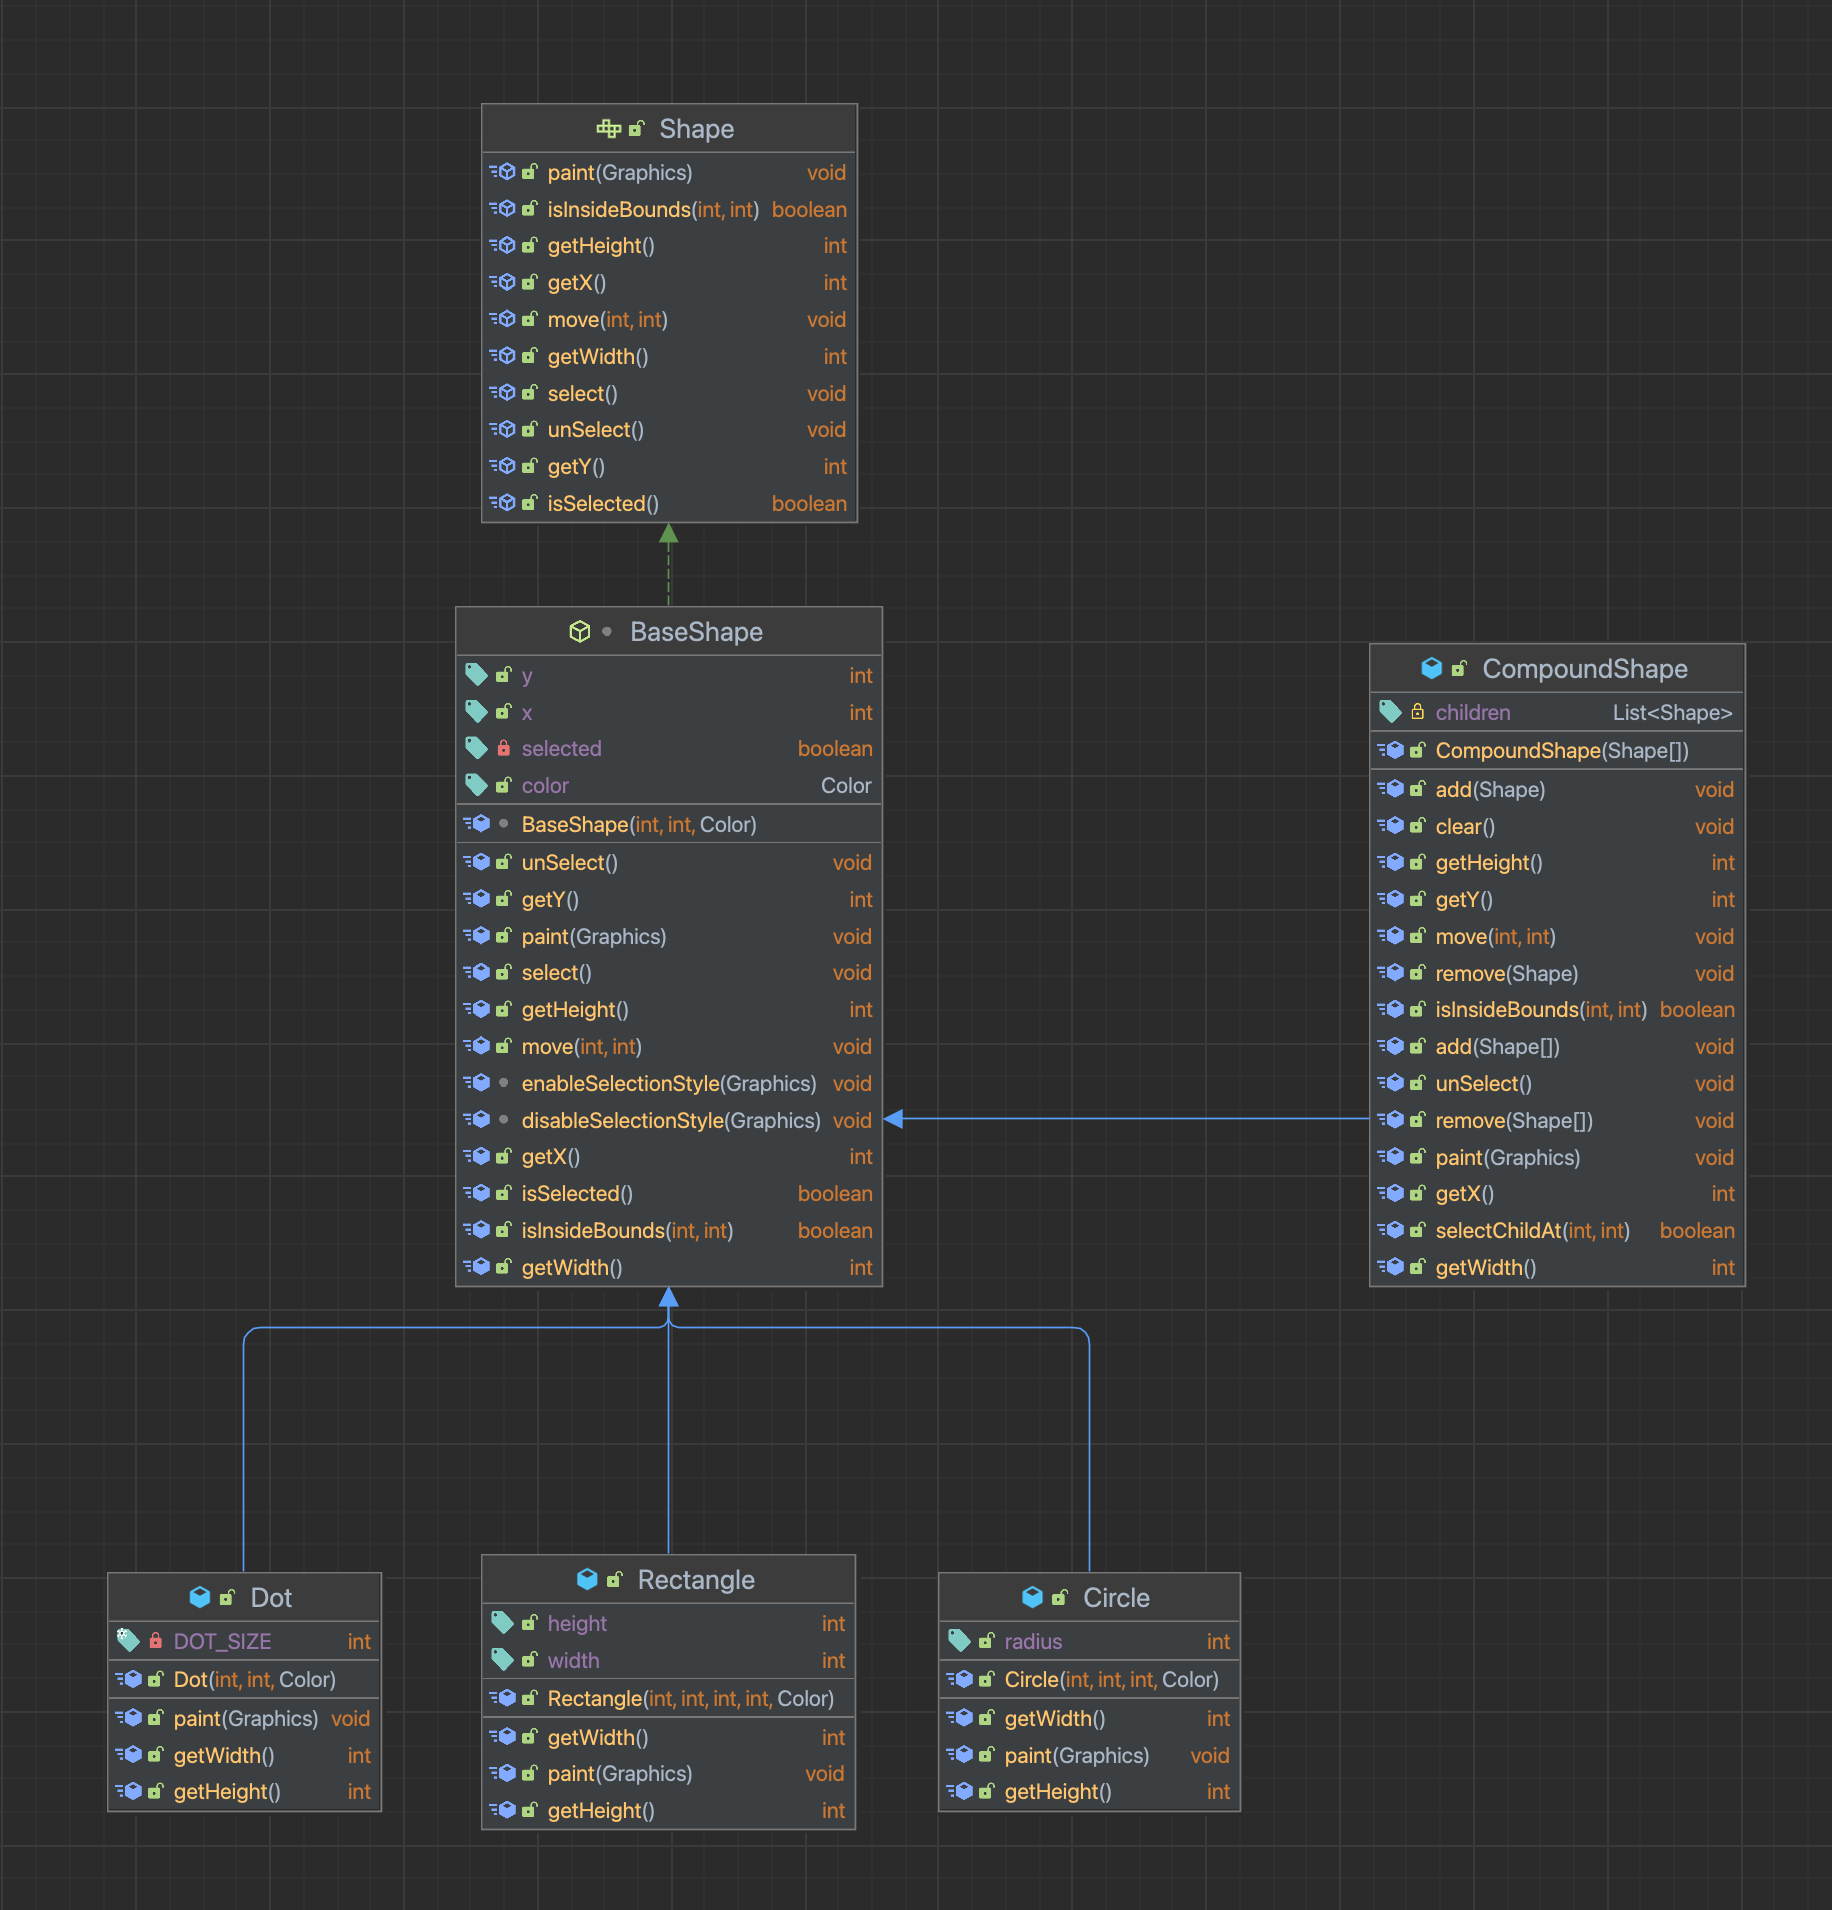 Shape
paint(Graphics) void
isInsideBounds(int, int) boolean
getHeight() int
getX() int
move(int, int) void
getWidth() int
select() void
unSelect() void
getY() int
isSelected() boolean
BaseShape
y int
x int
selected boolean
color Color
BaseShape(int, int, Color)
unSelect() void
getY() int
paint(Graphics) void
select() void
getHeight() int
move(int, int) void
enableSelectionStyle(Graphics) void
disableSelectionStyle(Graphics) void
getX() int
isSelected() boolean
isInsideBounds(int, int) boolean
getWidth() int
CompoundShape
children List<Shape>
CompoundShape(Shape[])
add(Shape) void
clear() void
getHeight() int
getY() int
move(int, int) void
remove(Shape) void
isInsideBounds(int, int) boolean
add(Shape[]) void
unSelect() void
remove(Shape[]) void
paint(Graphics) void
getX() int
selectChildAt(int, int) boolean
getWidth() int
Dot
DOT_SIZE int
Dot(int, int, Color)
paint(Graphics) void
getWidth() int
getHeight() int
Rectangle
height int
width int
Rectangle(int, int, int, int, Color)
getWidth() int
paint(Graphics) void
getHeight() int
Circle
radius int
Circle(int, int, int, Color)
getWidth() int
paint(Graphics) void
getHeight() int